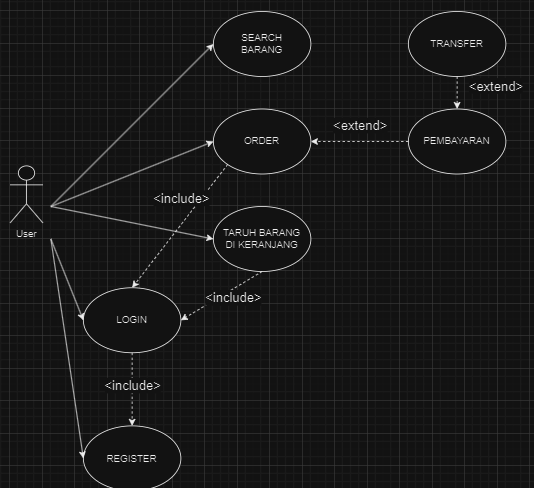 SEARCH
BARANG
TRANSFER
<extend>
<extend>
ORDER
PEMBAYARAN
<include>
User
TARUH BARANG
DI KERANJANG
<include>
LOGIN
<include>
REGISTER